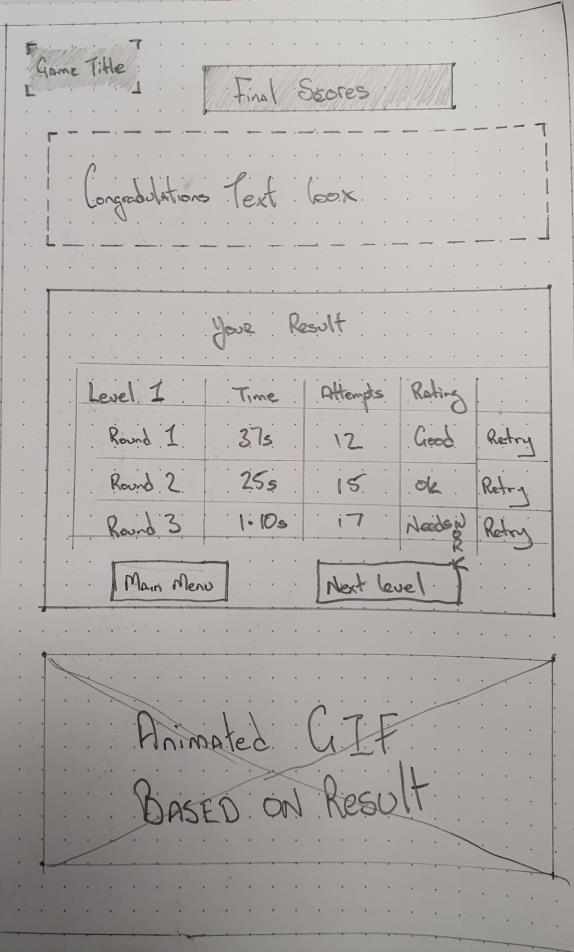 Game Title
Final Scores
Congradulations Text box
Your Result
Level 1 Time Attempts Rating
Round 1 37s 12 Good Retry
Round 2 25s 15 ok Retry
Round 3 1:10s 17 Needs WORK Retry
Main Menu Next level
Animated GIF
BASED ON Result